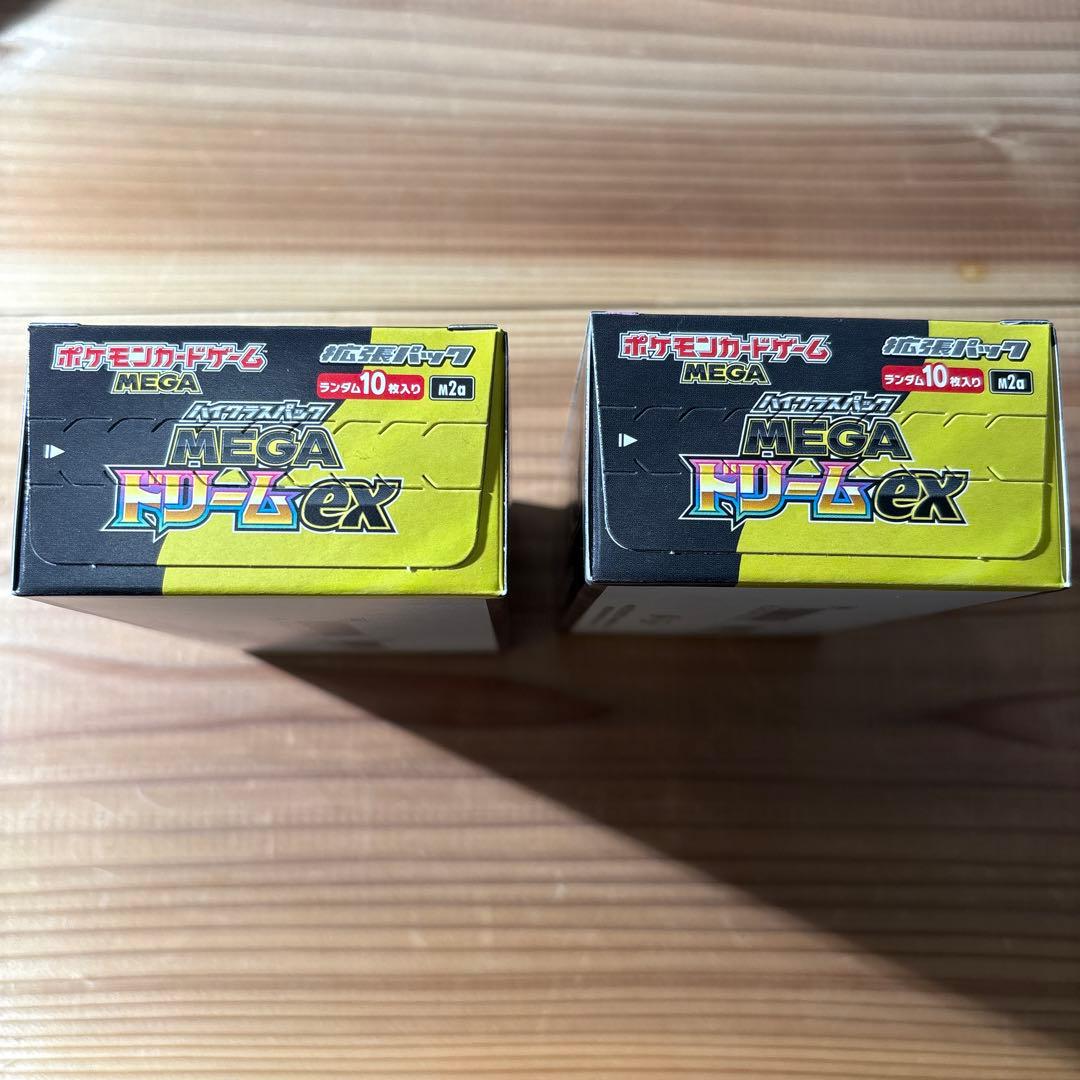 ポケモンカードゲーム
MEGA
拡張パック
ランダム10枚入り
M2a
ハイクラスパック
MEGA
ドリームex
ポケモンカードゲーム
MEGA
拡張パック
ランダム10枚入り
M2a
ハイクラスパック
MEGA
ドリームex